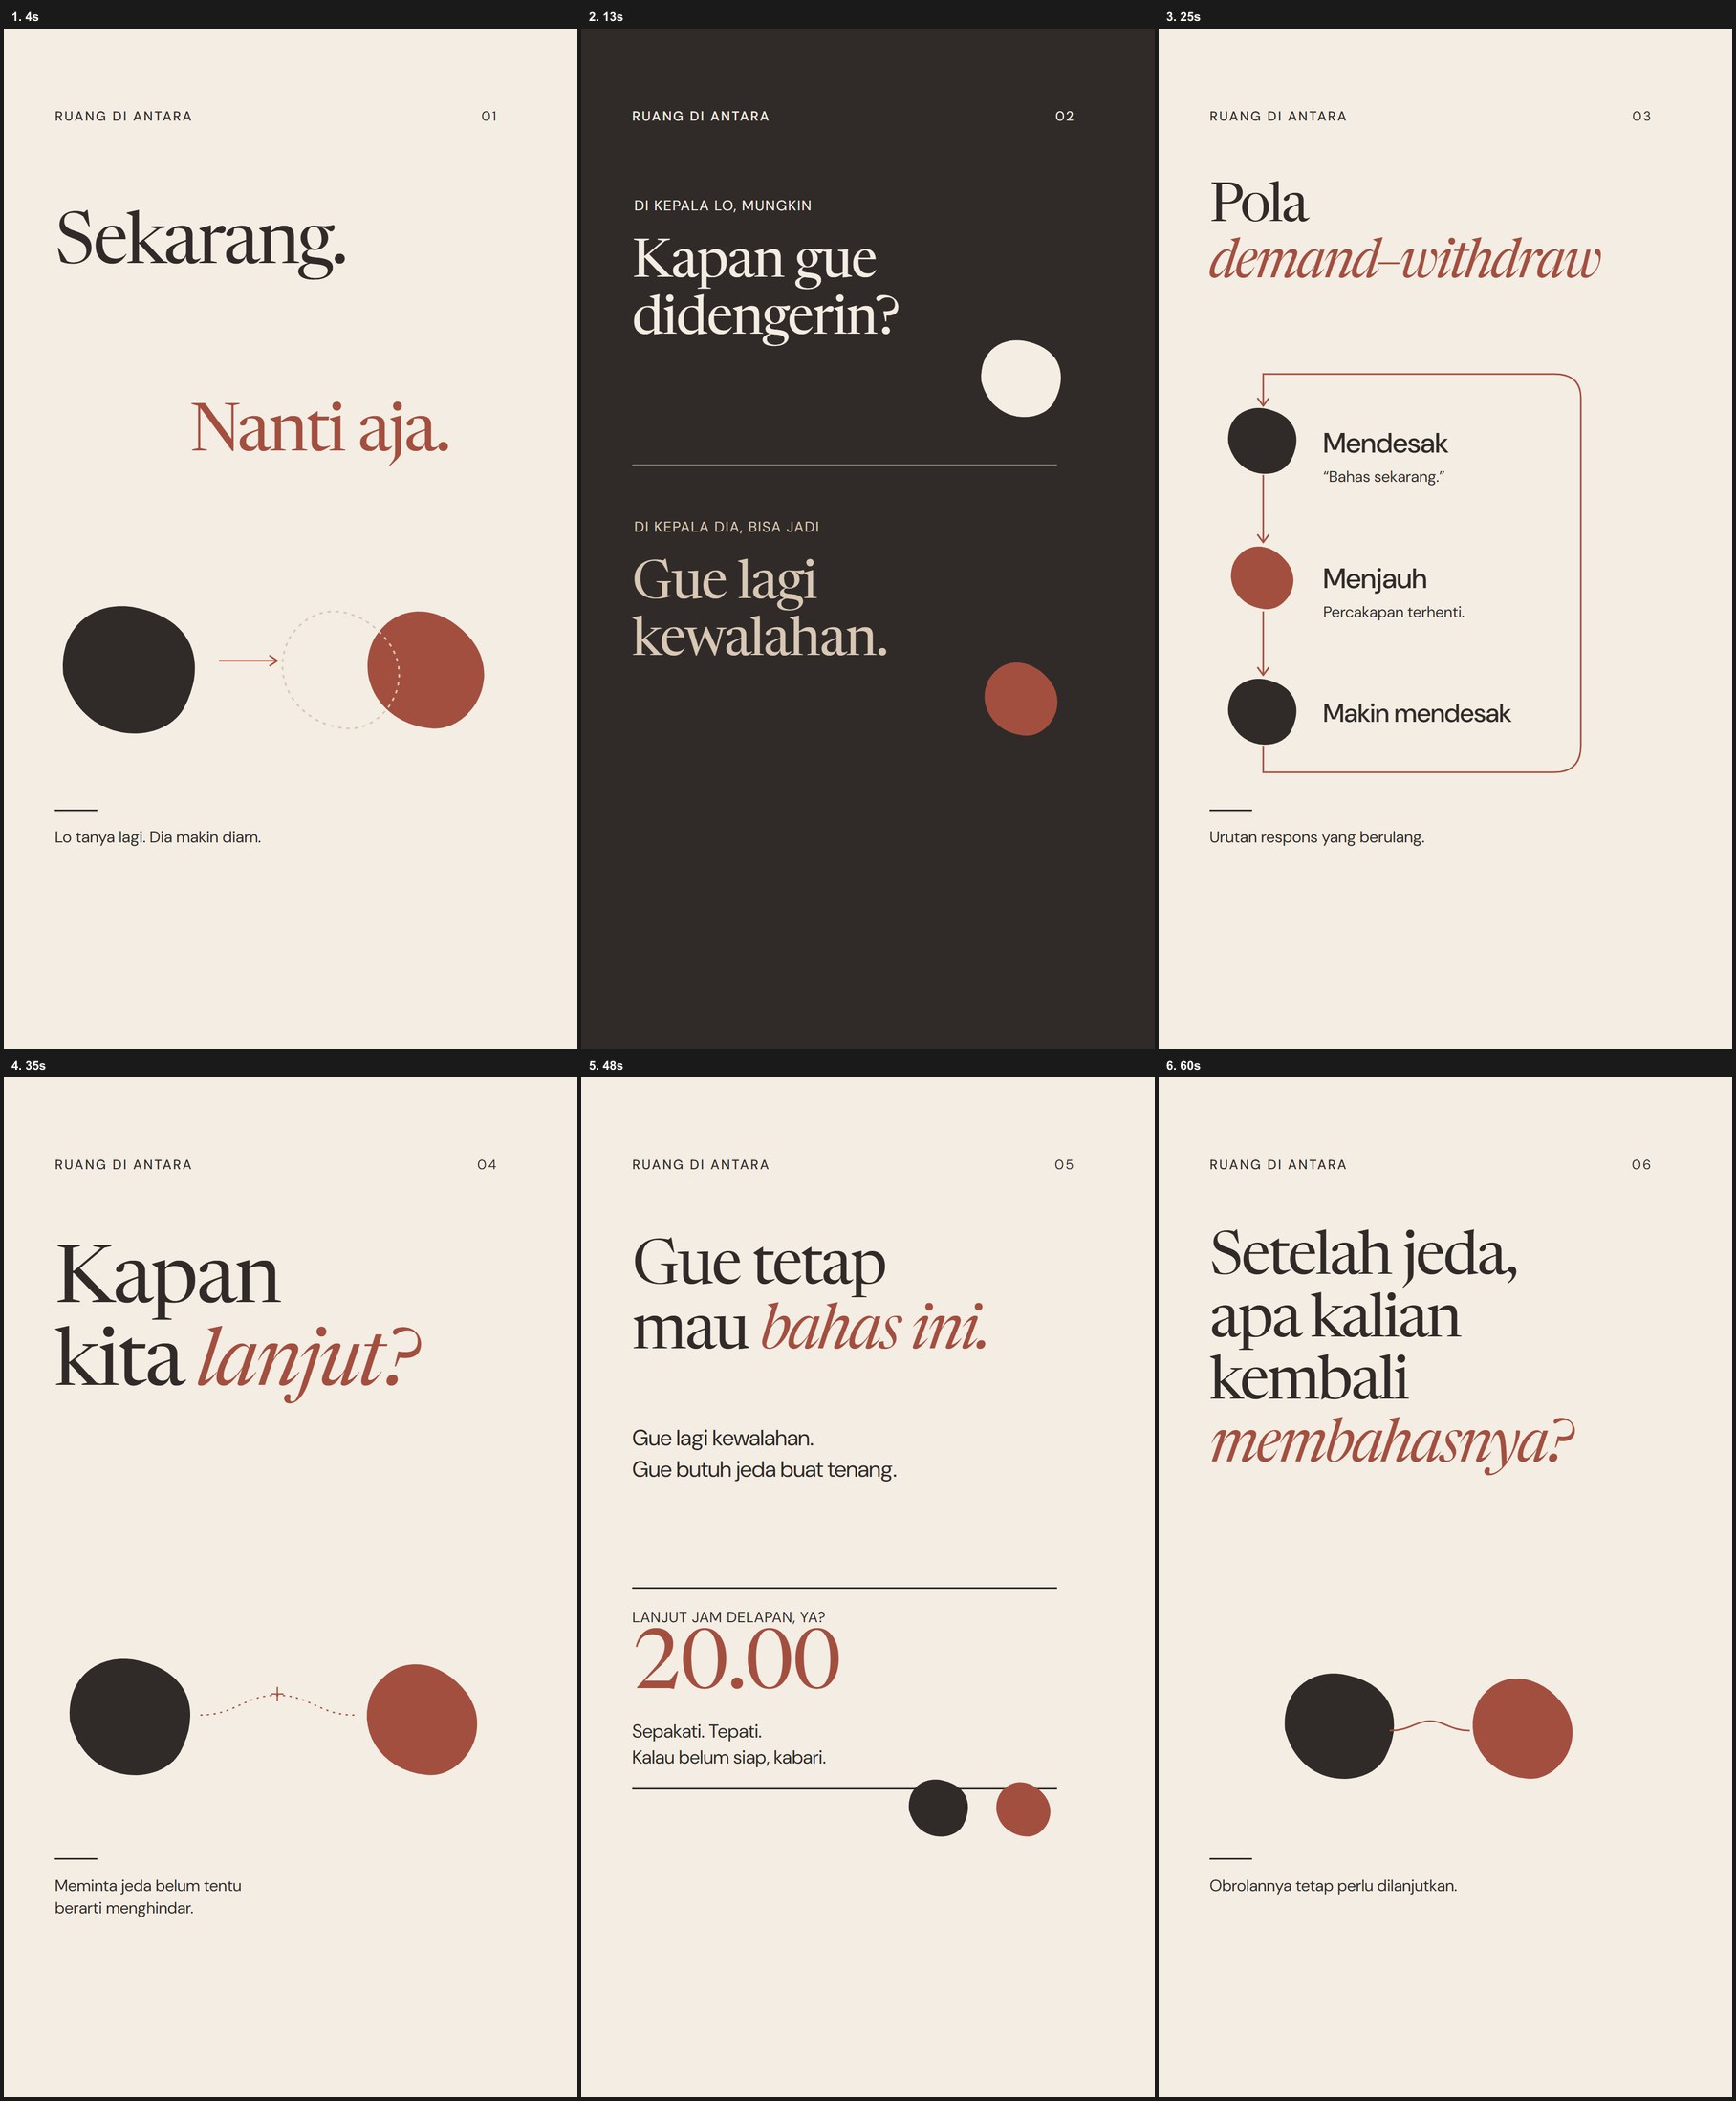 1. 4s
RUANG DI ANTARA
01
Sekarang.
Nanti aja.
Lo tanya lagi. Dia makin diam.
2. 13s
RUANG DI ANTARA
02
DI KEPALA LO, MUNGKIN
Kapan gue
didengerin?
DI KEPALA DIA, BISA JADI
Gue lagi
kewalahan.
3. 25s
RUANG DI ANTARA
03
Pola
demand–withdraw
Mendesak
“Bahas sekarang.”
Menjauh
Percakapan terhenti.
Makin mendesak
Urutan respons yang berulang.
4. 35s
RUANG DI ANTARA
04
Kapan
kita lanjut?
Meminta jeda belum tentu
berarti menghindar.
5. 48s
RUANG DI ANTARA
05
Gue tetap
mau bahas ini.
Gue lagi kewalahan.
Gue butuh jeda buat tenang.
LANJUT JAM DELAPAN, YA?
20.00
Sepakati. Tepati.
Kalau belum siap, kabari.
6. 60s
RUANG DI ANTARA
06
Setelah jeda,
apa kalian
kembali
membahasnya?
Obrolannya tetap perlu dilanjutkan.